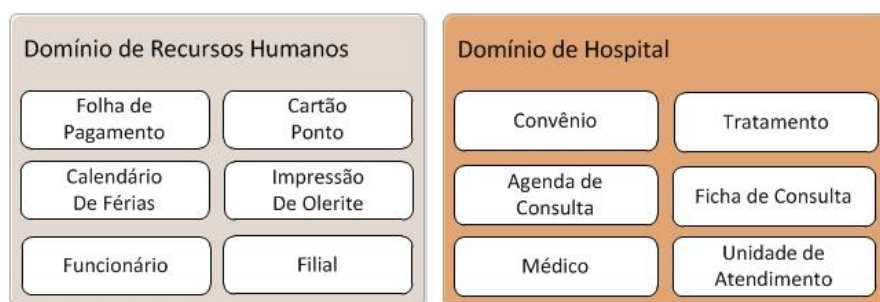 Domínio de Recursos Humanos
Folha de
Pagamento
Cartão
Ponto
Calendário
De Férias
Impressão
De Olerite
Funcionário
Filial
Domínio de Hospital
Convênio
Tratamento
Agenda de
Consulta
Ficha de Consulta
Médico
Unidade de
Atendimento